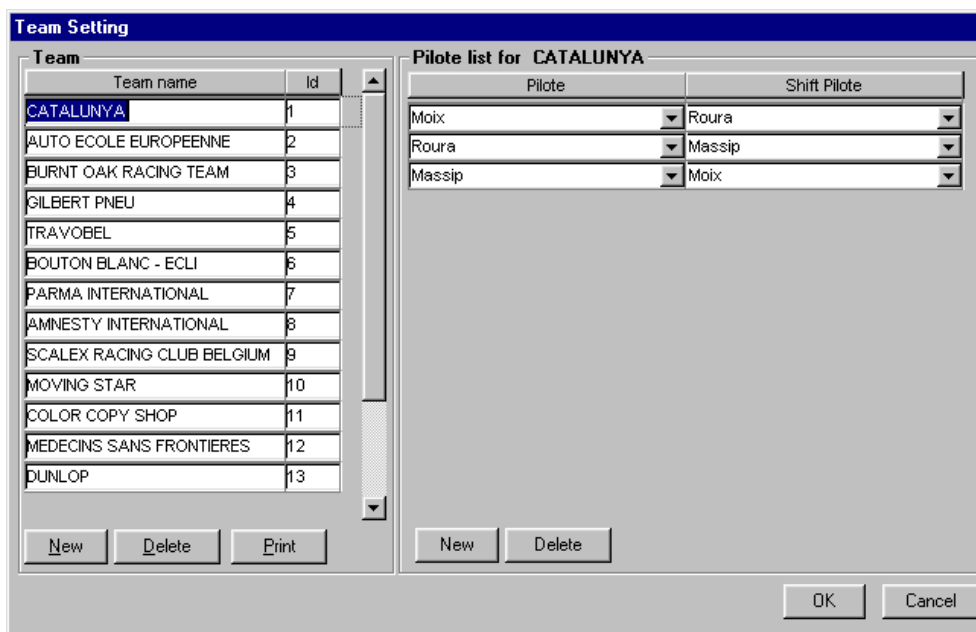 Team Setting
Team
Team name Id
CATALUNYA 1
AUTO ECOLE EUROPEENNE 2
BURNT OAK RACING TEAM 3
GILBERT PNEU 4
TRAVOBEL 5
BOUTON BLANC - ECLI 6
PARMA INTERNATIONAL 7
AMNESTY INTERNATIONAL 8
SCALEX RACING CLUB BELGIUM 9
MOVING STAR 10
COLOR COPY SHOP 11
MEDECINS SANS FRONTIERES 12
DUNLOP 13
New Delete Print
Pilote list for CATALUNYA
Pilote Shift Pilote
Moix Roura
Roura Massip
Massip Moix
New Delete
OK Cancel